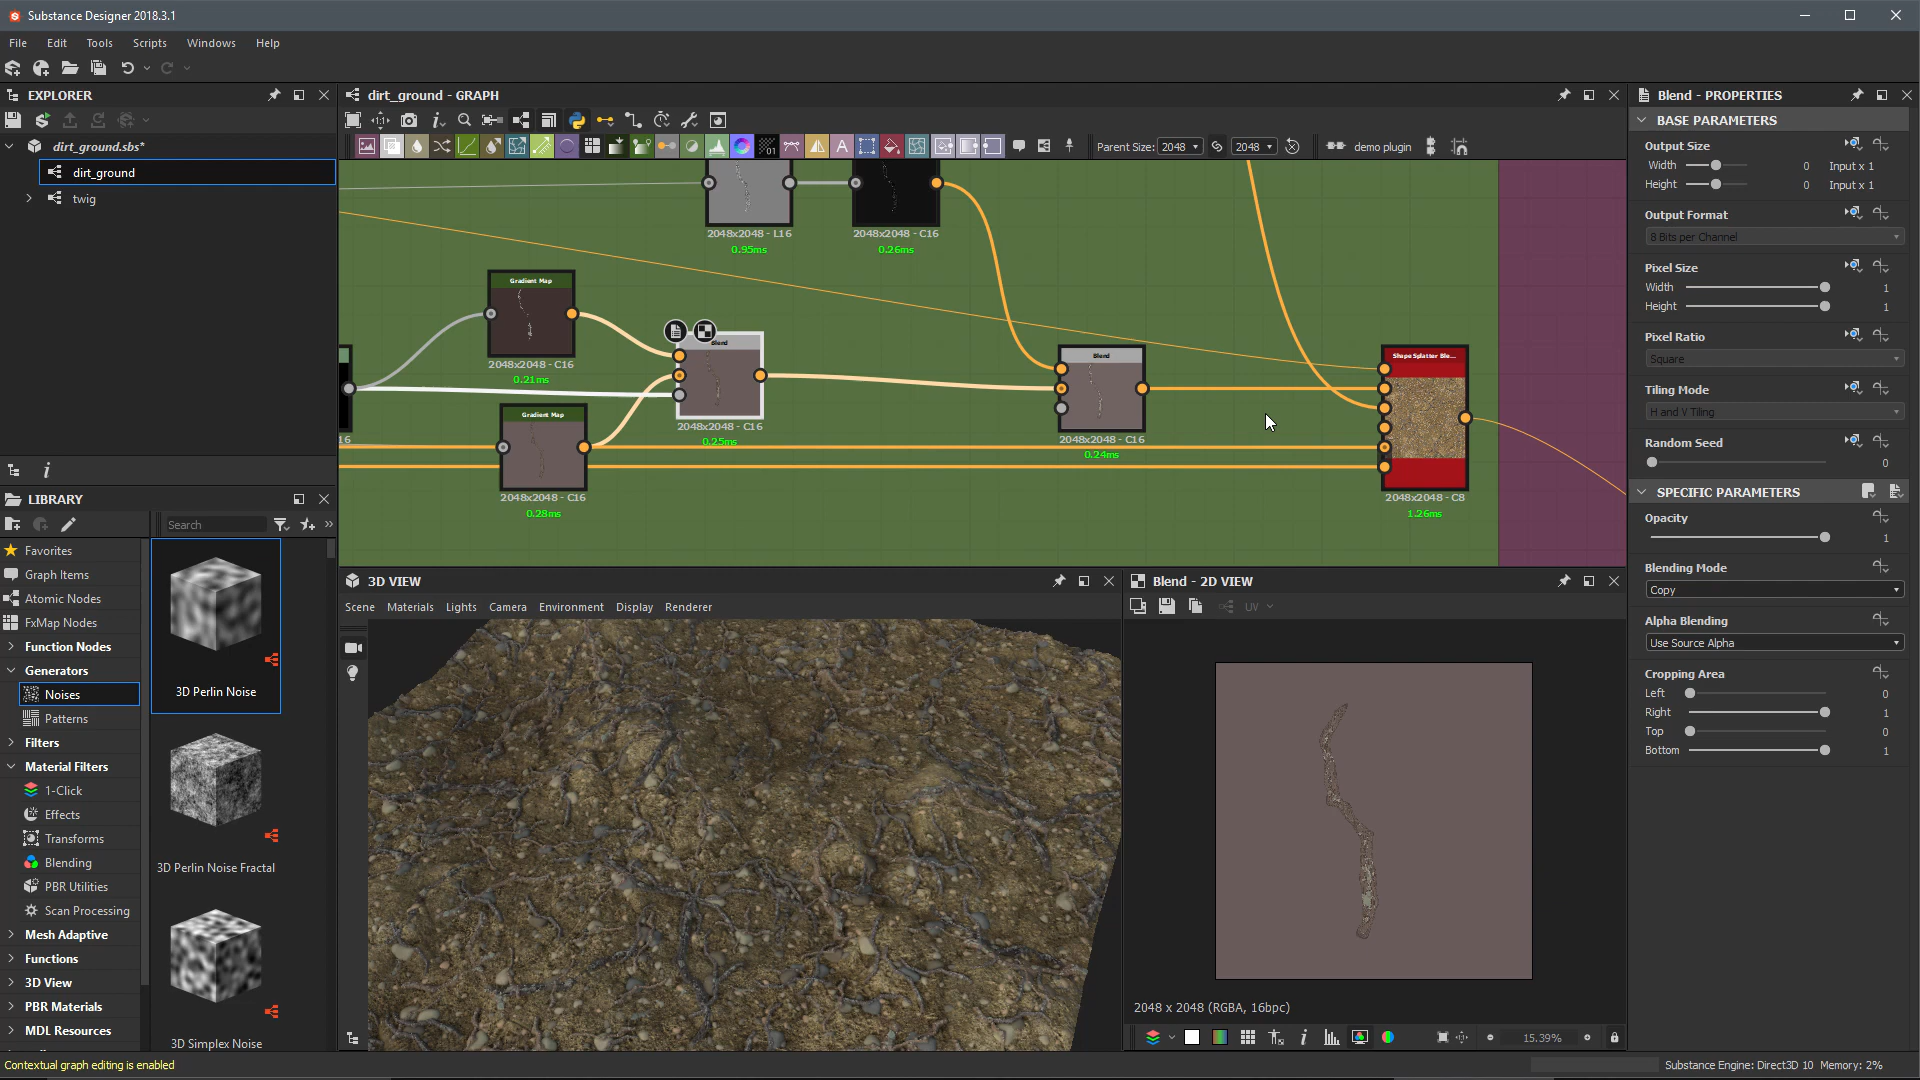 Substance Designer 2018.3.1
File Edit Tools Scripts Windows Help
EXPLORER
dirt_ground.sbs*
dirt_ground
twig
LIBRARY
Search
Favorites
Graph Items
Atomic Nodes
FxMap Nodes
Function Nodes
Generators
Noises
Patterns
Filters
Material Filters
1-Click
Effects
Transforms
Blending
PBR Utilities
Scan Processing
Mesh Adaptive
Functions
3D View
PBR Materials
MDL Resources
3D Perlin Noise
3D Perlin Noise Fractal
3D Simplex Noise
dirt_ground - GRAPH
Parent Size: 2048 2048 demo plugin
2048x2048 - L16
0.95ms
2048x2048 - C16
0.26ms
Gradient Map
2048x2048 - C16
0.21ms
Blend
2048x2048 - C16
0.25ms
Gradient Map
2048x2048 - C16
0.28ms
16
Blend
2048x2048 - C16
0.24ms
Shape Splatter Ble...
2048x2048 - C8
1.26ms
3D VIEW
Scene Materials Lights Camera Environment Display Renderer
Blend - 2D VIEW
UV
2048 x 2048 (RGBA, 16bpc)
15.39%
Blend - PROPERTIES
BASE PARAMETERS
Output Size
Width 0 Input x 1
Height 0 Input x 1
Output Format
8 Bits per Channel
Pixel Size
Width 1
Height 1
Pixel Ratio
Square
Tiling Mode
H and V Tiling
Random Seed
0
SPECIFIC PARAMETERS
Opacity
1
Blending Mode
Copy
Alpha Blending
Use Source Alpha
Cropping Area
Left 0
Right 1
Top 0
Bottom 1
Contextual graph editing is enabled
Substance Engine: Direct3D 10 Memory: 2%